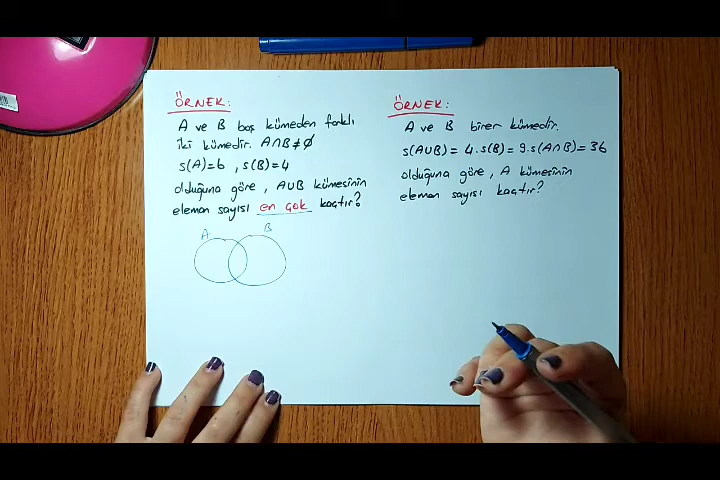 ÖRNEK:
A ve B boş kümeden farklı
iki kümedir. A∩B≠∅
s(A)=6 , s(B)=4
olduğuna göre, A∪B kümesinin
eleman sayısı en çok kaçtır?
A B
ÖRNEK:
A ve B birer kümedir.
s(A∪B) = 4.s(B) = 9.s(A∩B) = 36
olduğuna göre, A kümesinin
eleman sayısı kaçtır?